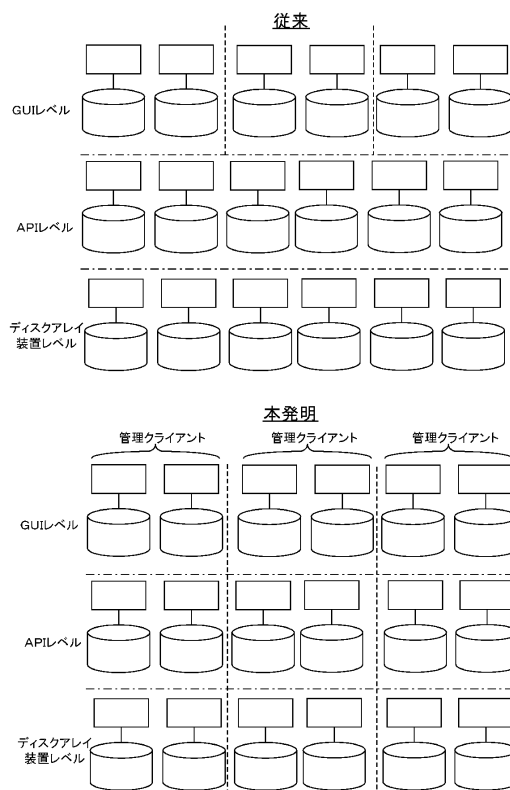 従来
GUIレベル
APIレベル
ディスクアレイ
装置レベル
本発明
管理クライアント 管理クライアント 管理クライアント
GUIレベル
APIレベル
ディスクアレイ
装置レベル